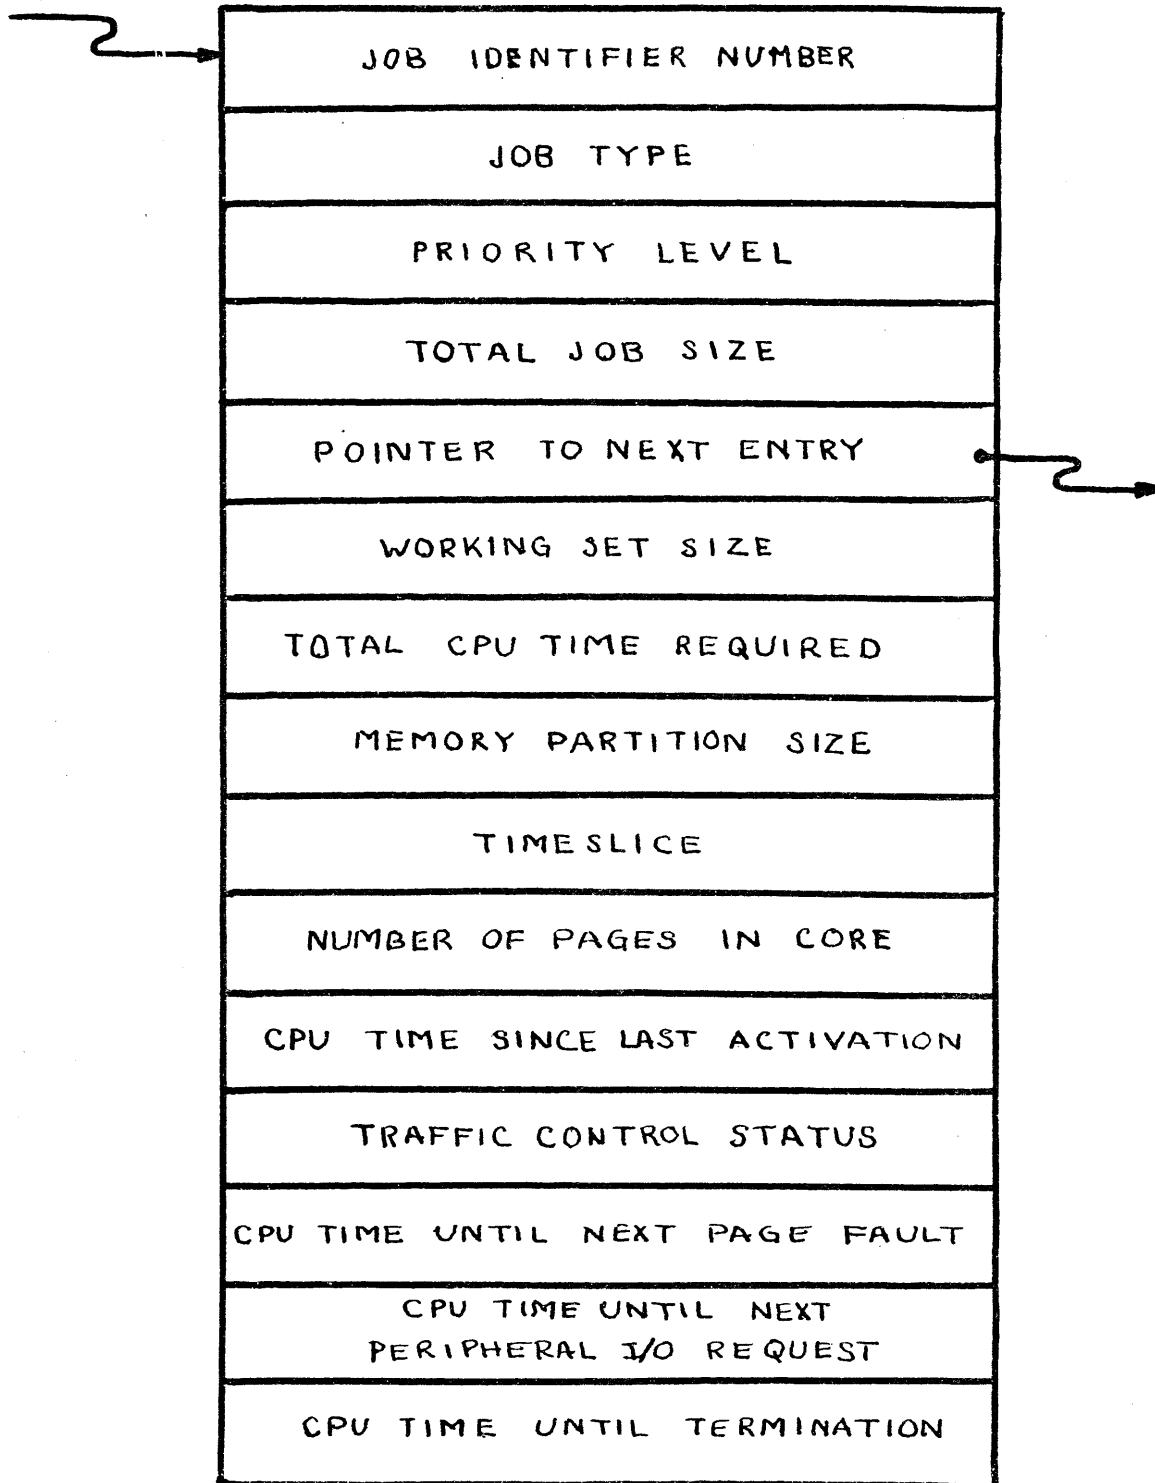 JOB IDENTIFIER NUMBER
JOB TYPE
PRIORITY LEVEL
TOTAL JOB SIZE
POINTER TO NEXT ENTRY
WORKING SET SIZE
TOTAL CPU TIME REQUIRED
MEMORY PARTITION SIZE
TIMESLICE
NUMBER OF PAGES IN CORE
CPU TIME SINCE LAST ACTIVATION
TRAFFIC CONTROL STATUS
CPU TIME UNTIL NEXT PAGE FAULT
CPU TIME UNTIL NEXT
PERIPHERAL I/O REQUEST
CPU TIME UNTIL TERMINATION